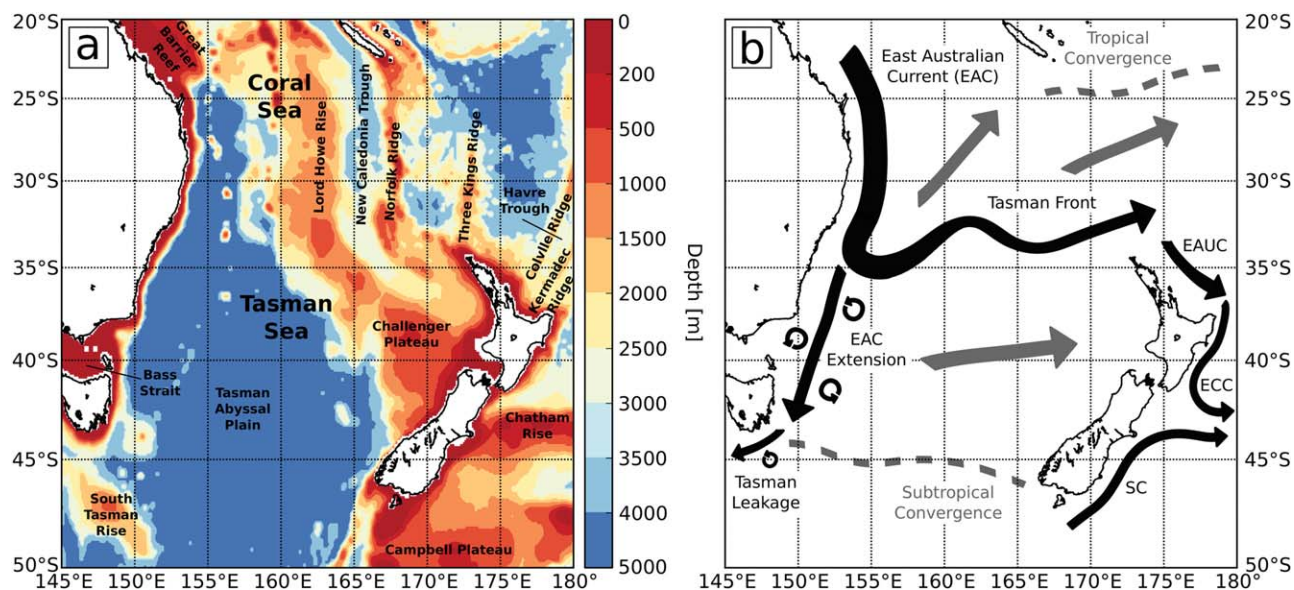 a
Great
Barrier
Reef
Coral
Sea
Lord Howe Rise
New Caledonia Trough
Norfolk Ridge
Three Kings Ridge
Havre
Trough
Colvlle Ridge
Kermadec
Ridge
Tasman
Sea
Challenger
Plateau
Bass
Strait
Tasman
Abyssal
Plain
Chatham
Rise
South
Tasman
Rise
Campbell Plateau
20°S
25°S
30°S
35°S
40°S
45°S
50°S
145°E
150°E
155°E
160°E
165°E
170°E
175°E
180°
0
200
500
1000
1500
2000
2500
3000
3500
4000
5000
Depth [m]
b
East Australian
Current (EAC)
Tropical
Convergence
Tasman Front
EAUC
EAC
Extension
ECC
Tasman
Leakage
Subtropical
Convergence
SC
20°S
25°S
30°S
35°S
40°S
45°S
50°S
145°E
150°E
155°E
160°E
165°E
170°E
175°E
180°